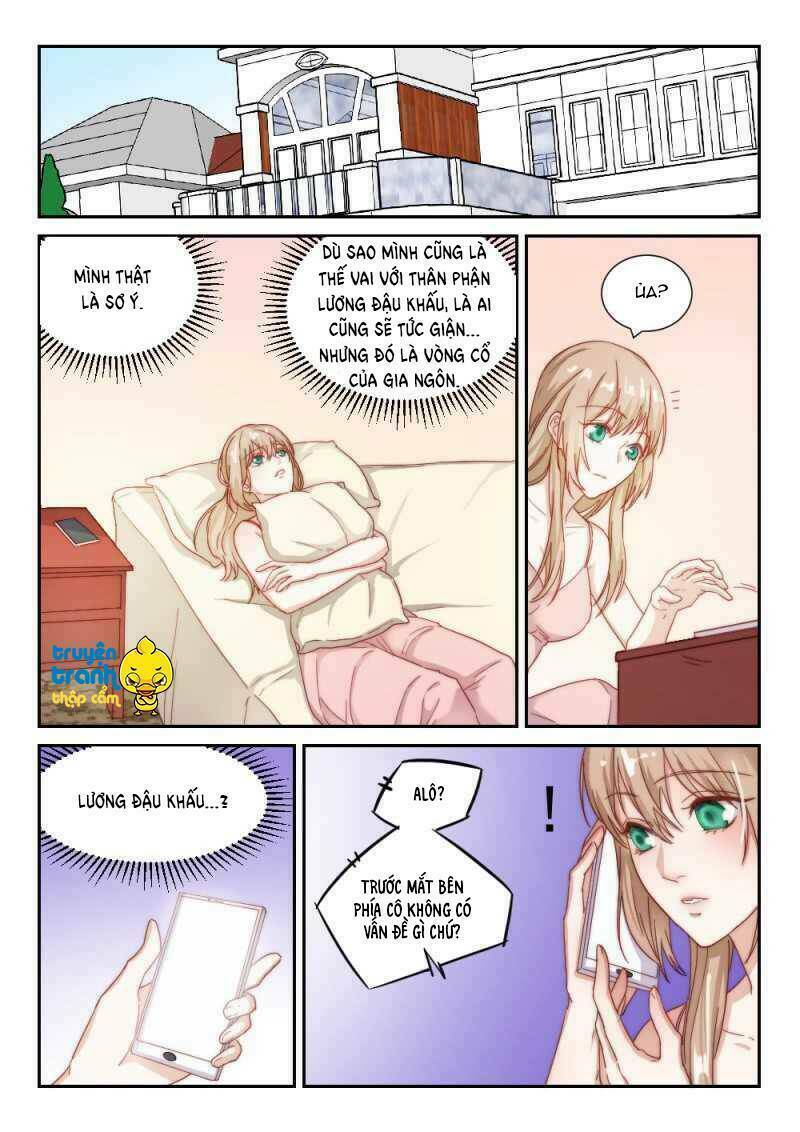 MÌNH THẬT
LÀ SƠ Ý.
DÙ SAO MÌNH CŨNG LÀ
THẾ VAI VỚI THÂN PHẬN
LƯƠNG ĐẬU KHẤU, LÀ AI
CŨNG SẼ TỨC GIẬN...
NHƯNG ĐÓ LÀ VÒNG CỔ
CỦA GIA NGÔN.
ỦA?
truyện
tranh
thập cẩm
LƯƠNG ĐẬU KHẤU...?
ALÔ?
!
TRƯỚC MẮT BÊN
PHÍA CÔ KHÔNG CÓ
VẤN ĐỀ GÌ CHỨ?